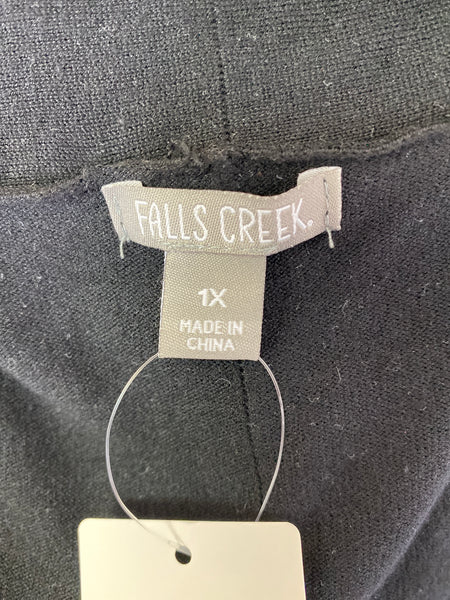 FALLS CREEK.
1X
MADE IN
CHINA